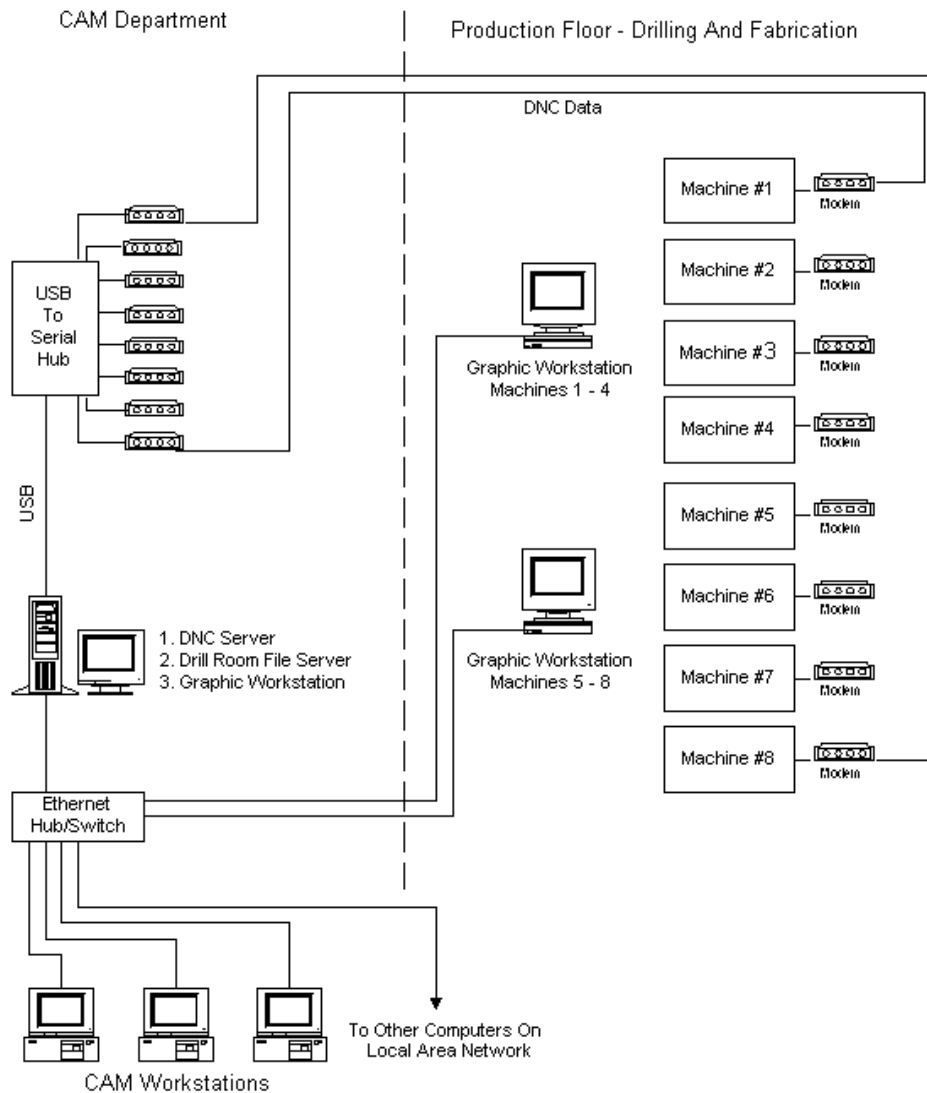 CAM Department
Production Floor - Drilling And Fabrication
DNC Data
Machine #1
Modem
Machine #2
Modem
Machine #3
Modem
Machine #4
Modem
Machine #5
Modem
Machine #6
Modem
Machine #7
Modem
Machine #8
Modem
USB
To
Serial
Hub
Graphic Workstation
Machines 1 - 4
USB
1. DNC Server
2. Drill Room File Server
3. Graphic Workstation
Graphic Workstation
Machines 5 - 8
Ethernet
Hub/Switch
To Other Computers On
Local Area Network
CAM Workstations